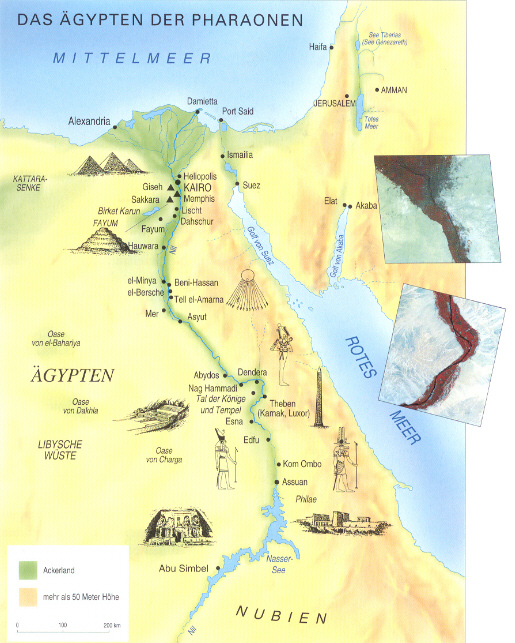 DAS ÄGYPTEN DER PHARAONEN
MITTELMEER
Haifa
See Tiberias
(See Genezareth)
JERUSALEM
AMMAN
Totes
Meer
Damietta
Port Said
Alexandria
Ismailia
KATTARA-
SENKE
Heliopolis
Giseh
KAIRO
Suez
Sakkara
Memphis
Birket Karun
Lischt
FAYUM
Dahschur
Fayum
Elat
Akaba
Hauwara
Nil
Golf von Suez
Golf von Akaba
el-Minya
Beni-Hassan
el-Bersche
Tell el-Amarna
Mer
Asyut
Oase
von el-Bahariya
ROTES
MEER
ÄGYPTEN
Abydos
Dendera
Nag Hammadi
Tal der Könige
und Tempel
Theben
(Karnak, Luxor)
Oase
von Dakhla
Esna
LIBYSCHE
WÜSTE
Oase
von Charga
Edfu
Kom Ombo
Assuan
Philae
Abu Simbel
Nasser-
See
Ackerland
mehr als 50 Meter Höhe
0 100 200 km
Nil
NUBIEN